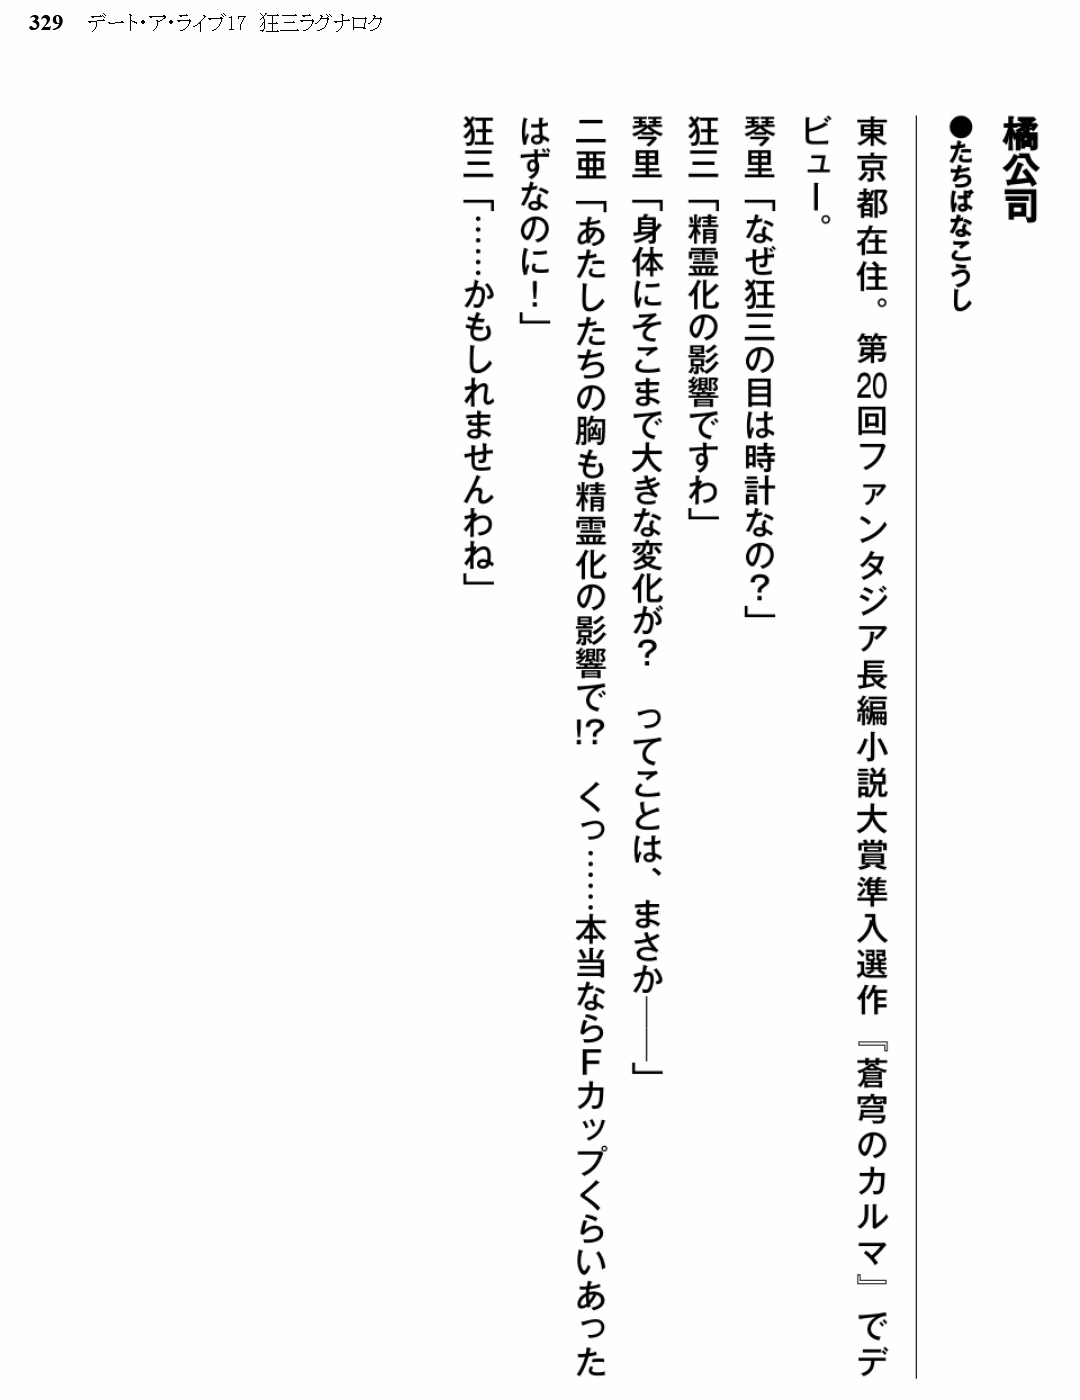 329 デート・ア・ライブ17 狂三ラグナロク
橘公司
●たちばなこうし
東京都在住。第20回ファンタジア長編小説大賞準入選作『蒼穹のカルマ』でデ
ビュー。
琴里「なぜ狂三の目は時計なの？」
狂三「精霊化の影響ですわ」
琴里「身体にそこまで大きな変化が？　ってことは、まさか――」
二亜「あたしたちの胸も精霊化の影響で!?　くっ……本当ならＦカップくらいあった
はずなのに！」
狂三「……かもしれませんわね」